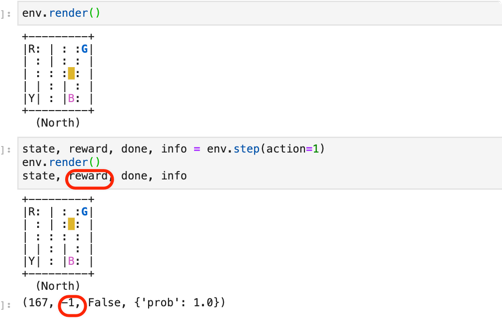 ]: env.render()
+---------+
|R: | : :G|
| : | : : |
| : : : : |
| | : | : |
|Y| : |B: |
+---------+
(North)
]: state, reward, done, info = env.step(action=1)
env.render()
state, reward, done, info
+---------+
|R: | : :G|
| : | : : |
| : : : : |
| | : | : |
|Y| : |B: |
+---------+
(North)
]: (167, -1, False, {'prob': 1.0})